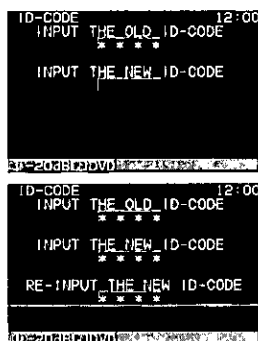 ID-CODE 12:00
INPUT THE OLD ID-CODE
* * * *
INPUT THE NEW ID-CODE
ID-CODE 12:00
INPUT THE OLD ID-CODE
* * * *
INPUT THE NEW ID-CODE
* * * *
RE-INPUT THE NEW ID-CODE
* * * *